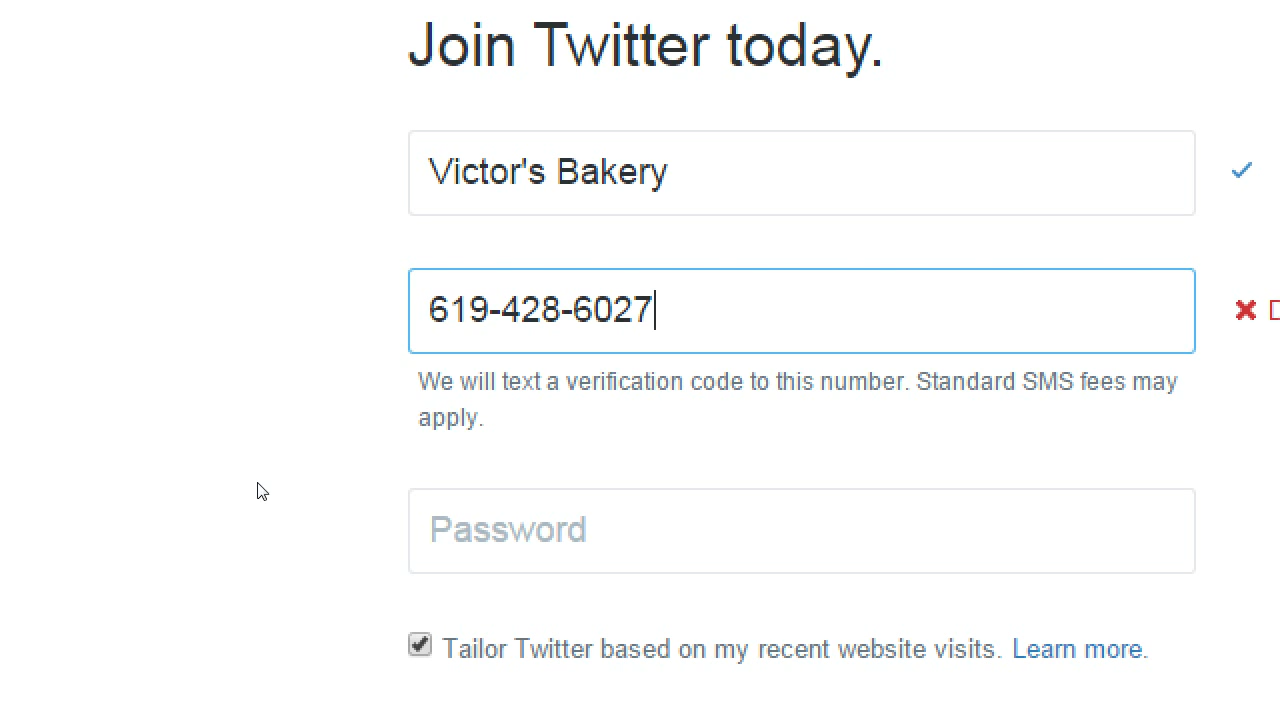 Join Twitter today.
Victor's Bakery
619-428-6027
We will text a verification code to this number. Standard SMS fees may
apply.
Password
Tailor Twitter based on my recent website visits. Learn more.